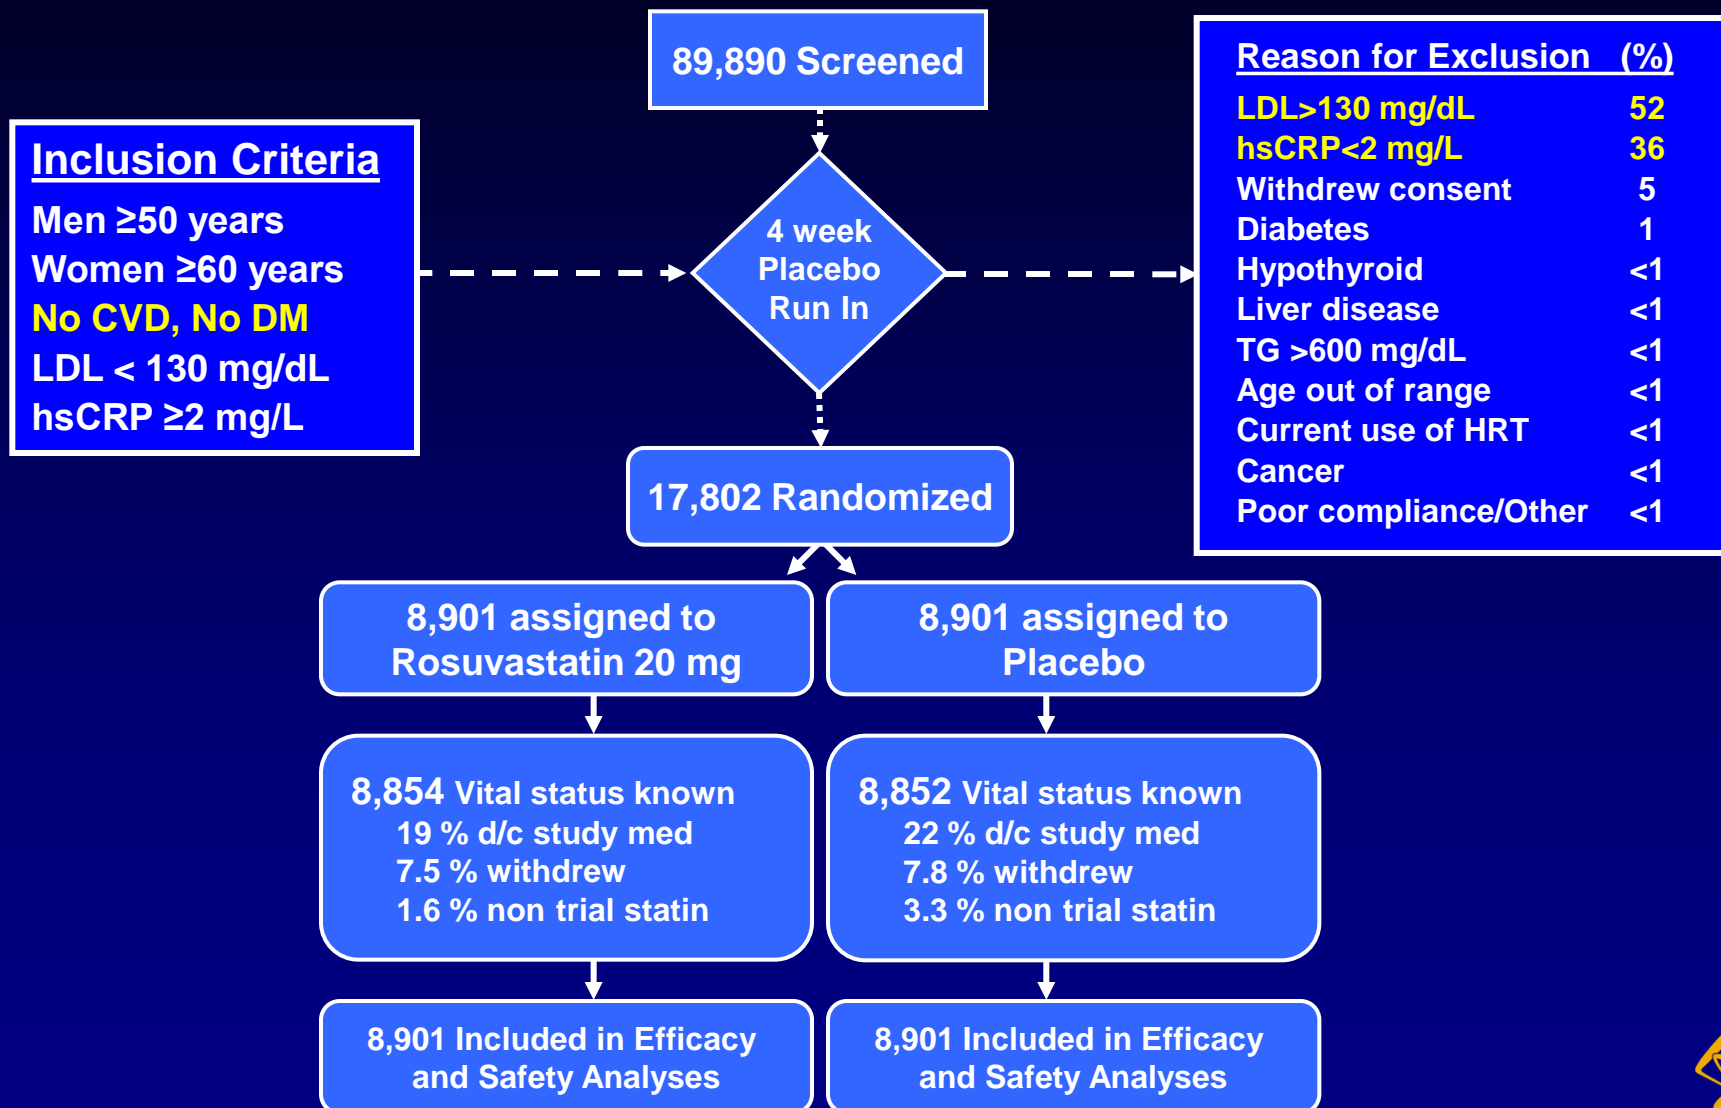 89,890 Screened
Inclusion Criteria
Men ≥50 years
Women ≥60 years
No CVD, No DM
LDL < 130 mg/dL
hsCRP ≥2 mg/L
4 week
Placebo
Run In
Reason for Exclusion (%)
LDL>130 mg/dL 52
hsCRP<2 mg/L 36
Withdrew consent 5
Diabetes 1
Hypothyroid <1
Liver disease <1
TG >600 mg/dL <1
Age out of range <1
Current use of HRT <1
Cancer <1
Poor compliance/Other <1
17,802 Randomized
8,901 assigned to
Rosuvastatin 20 mg
8,901 assigned to
Placebo
8,854 Vital status known
19 % d/c study med
7.5 % withdrew
1.6 % non trial statin
8,852 Vital status known
22 % d/c study med
7.8 % withdrew
3.3 % non trial statin
8,901 Included in Efficacy
and Safety Analyses
8,901 Included in Efficacy
and Safety Analyses